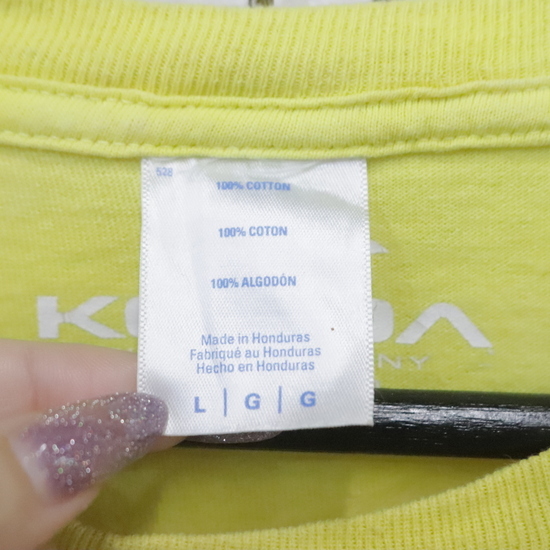 528
100% COTTON
100% COTON
100% ALGODÓN
Made in Honduras
Fabriqué au Honduras
Hecho en Honduras
L | G | G